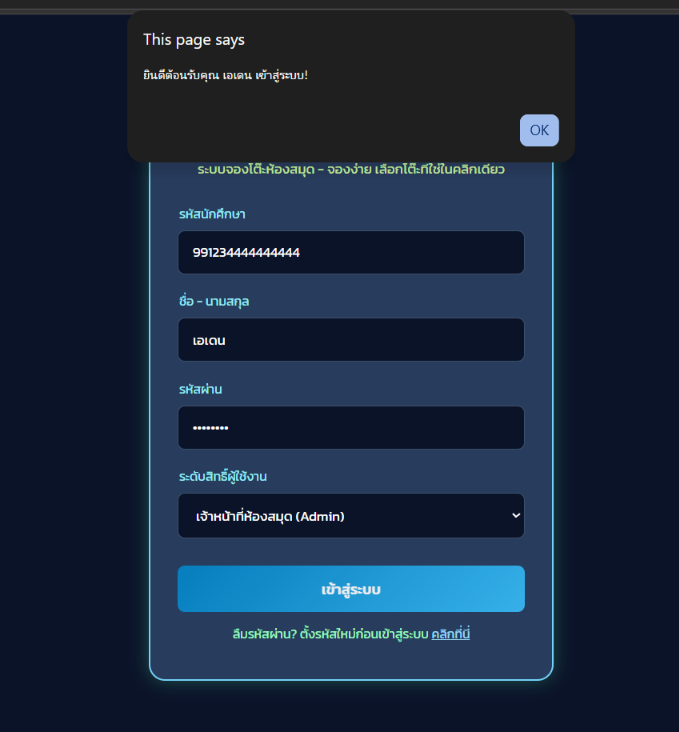 This page says
ยินดีต้อนรับคุณ เอเดน เข้าสู่ระบบ!
OK
ระบบจองโต๊ะห้องสมุด - จองง่าย เลือกโต๊ะที่ใช่ในคลิกเดียว
รหัสนักศึกษา
991234444444444
ชื่อ - นามสกุล
เอเดน
รหัสผ่าน
••••••••
ระดับสิทธิ์ผู้ใช้งาน
เจ้าหน้าที่ห้องสมุด (Admin)
เข้าสู่ระบบ
ลืมรหัสผ่าน? ตั้งรหัสใหม่ก่อนเข้าสู่ระบบ คลิกที่นี่